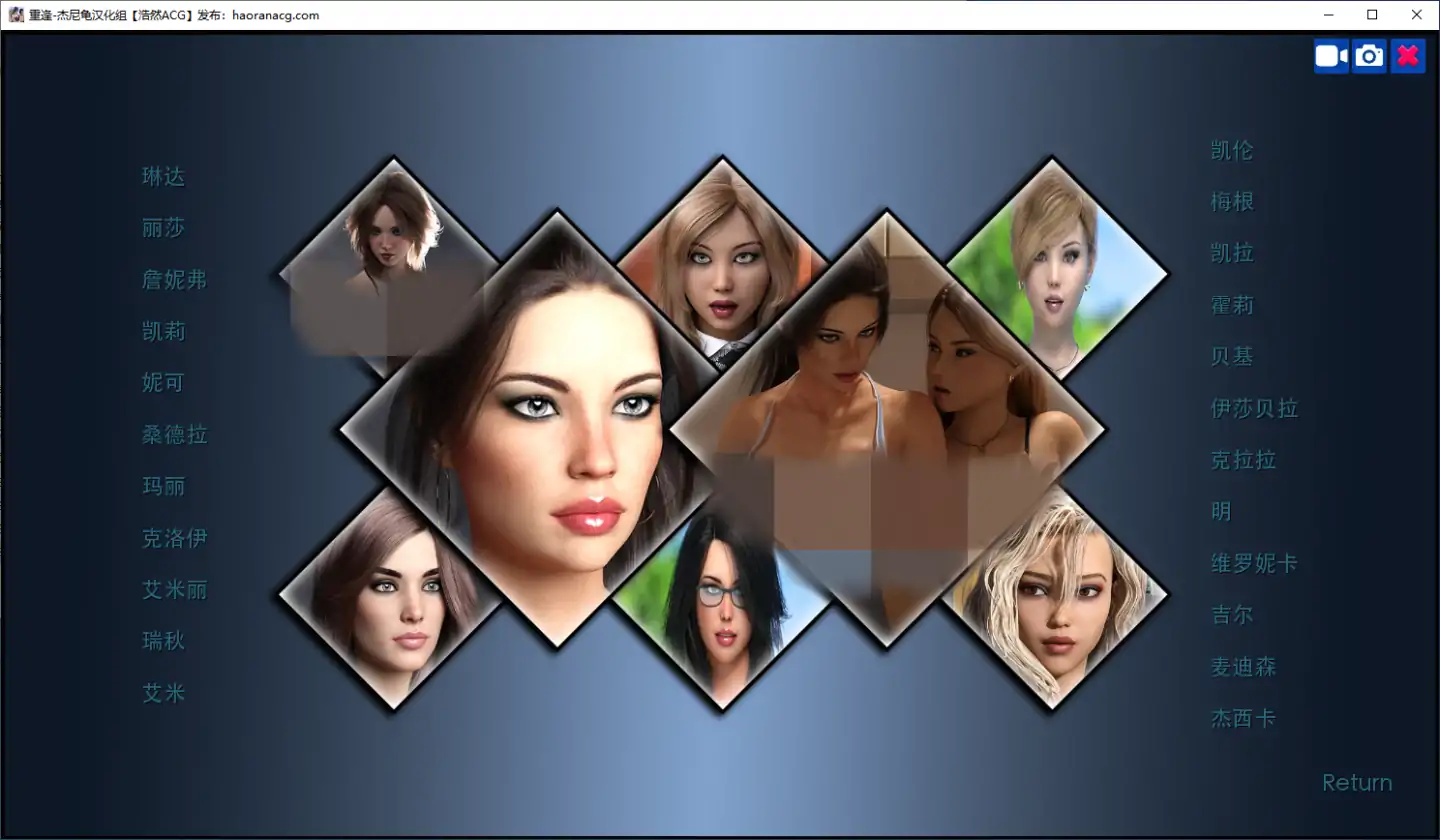 重逢-杰尼龟汉化组【浩然ACG】发布：haoranacg.com
琳达
丽莎
詹妮弗
凯莉
妮可
桑德拉
玛丽
克洛伊
艾米丽
瑞秋
艾米
凯伦
梅根
凯拉
霍莉
贝基
伊莎贝拉
克拉拉
明
维罗妮卡
吉尔
麦迪森
杰西卡
Return